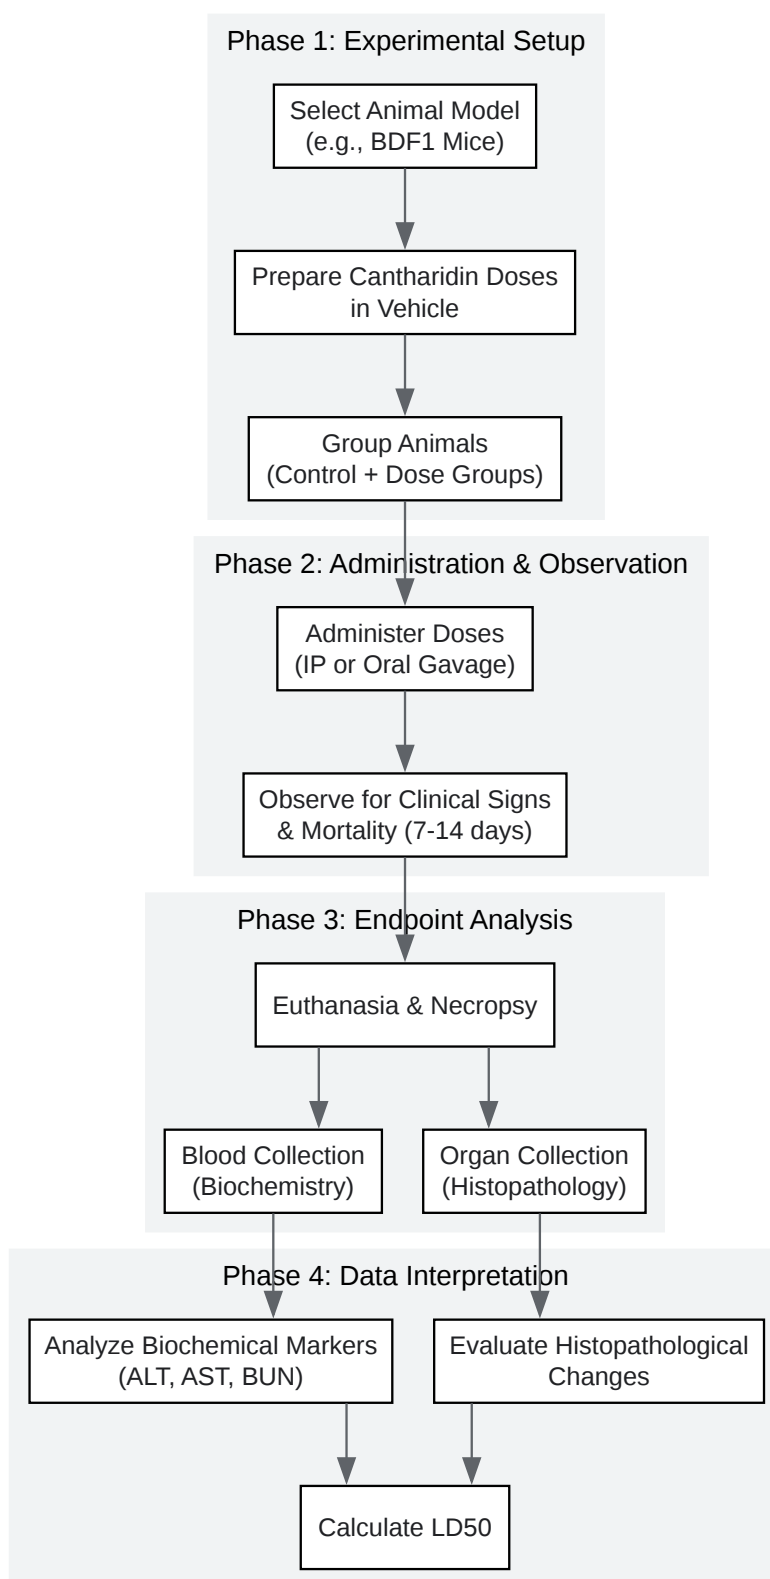 Phase 1: Experimental Setup
Select Animal Model
(e.g., BDF1 Mice)
Prepare Cantharidin Doses
in Vehicle
Group Animals
(Control + Dose Groups)
Phase 2: Administration & Observation
Administer Doses
(IP or Oral Gavage)
Observe for Clinical Signs
& Mortality (7-14 days)
Phase 3: Endpoint Analysis
Euthanasia & Necropsy
Blood Collection
(Biochemistry)
Organ Collection
(Histopathology)
Phase 4: Data Interpretation
Analyze Biochemical Markers
(ALT, AST, BUN)
Evaluate Histopathological
Changes
Calculate LD50